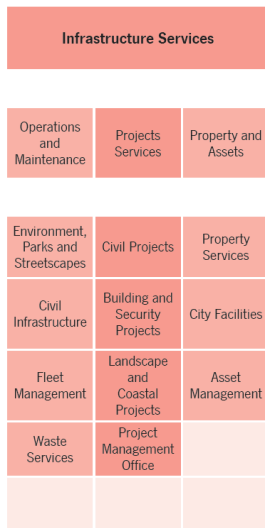 Infrastructure Services
Operations
and
Maintenance
Projects
Services
Property and
Assets
Environment,
Parks and
Streetscapes
Civil Projects
Property
Services
Civil
Infrastructure
Building and
Security
Projects
City Facilities
Fleet
Management
Landscape
and
Coastal
Projects
Asset
Management
Waste
Services
Project
Management
Office